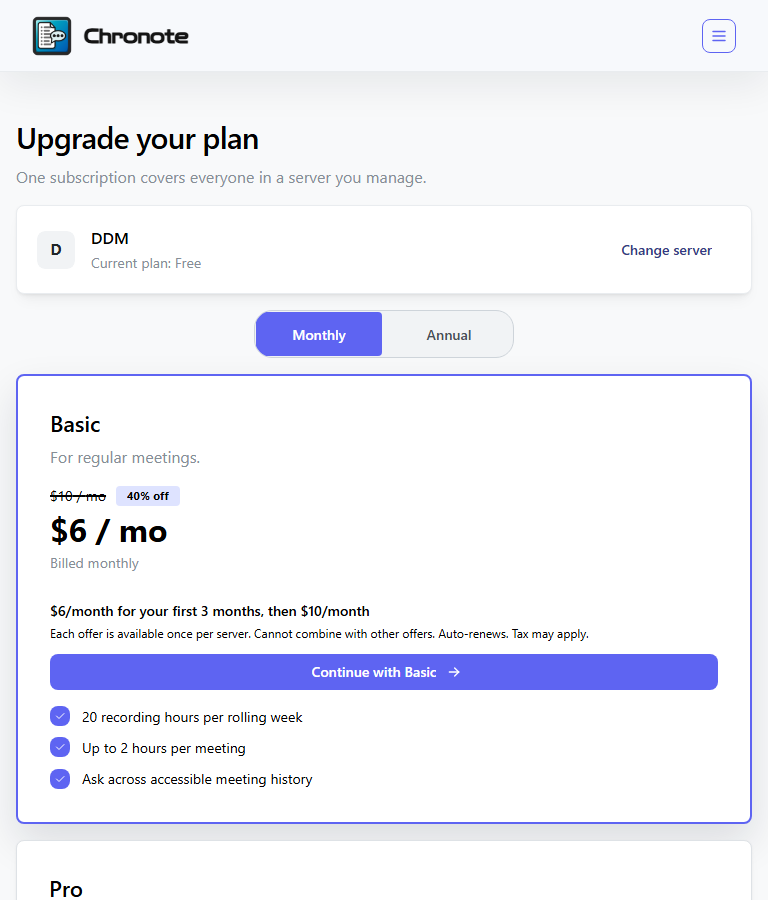 Chronote
Upgrade your plan
One subscription covers everyone in a server you manage.
D
DDM
Current plan: Free
Change server
Monthly
Annual
Basic
For regular meetings.
$10 / mo
40% off
$6 / mo
Billed monthly
$6/month for your first 3 months, then $10/month
Each offer is available once per server. Cannot combine with other offers. Auto-renews. Tax may apply.
Continue with Basic →
20 recording hours per rolling week
Up to 2 hours per meeting
Ask across accessible meeting history
Pro